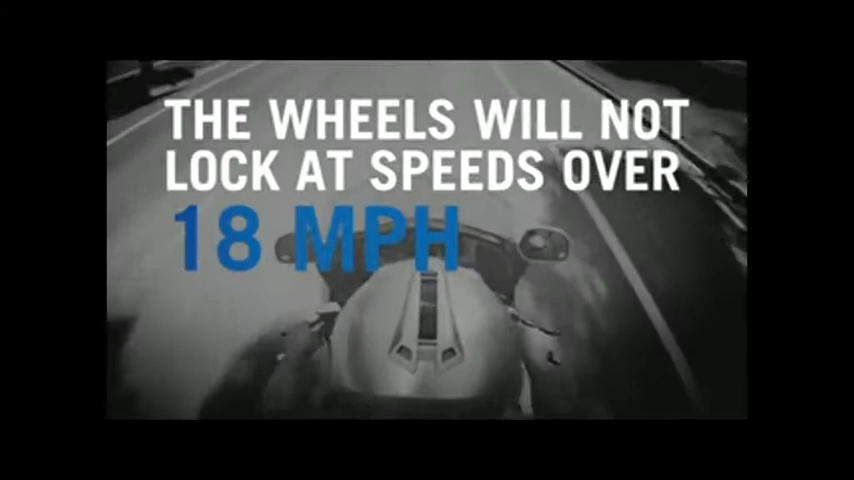 THE WHEELS WILL NOT
LOCK AT SPEEDS OVER
18 MPH